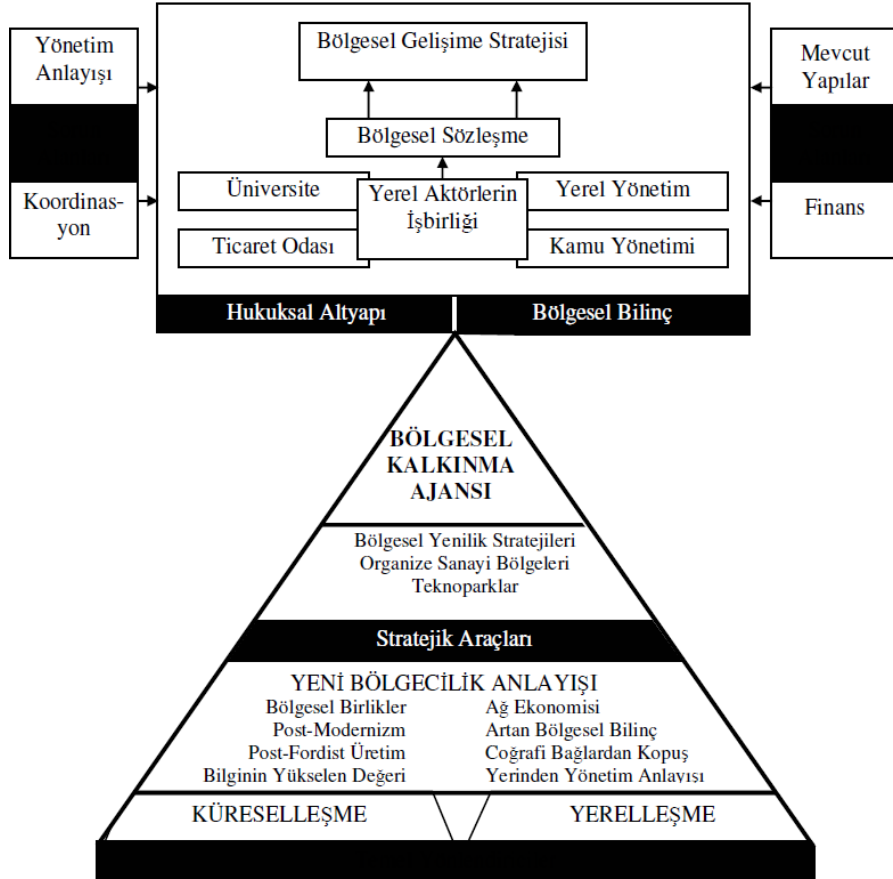 Yönetim
Anlayışı
Koordinas-
yon
Bölgesel Gelişime Stratejisi
Bölgesel Sözleşme
Üniversite
Yerel Aktörlerin
İşbirliği
Yerel Yönetim
Ticaret Odası
Kamu Yönetimi
Mevcut
Yapılar
Finans
Hukuksal Altyapı
Bölgesel Bilinç
BÖLGESEL
KALKINMA
AJANSI
Bölgesel Yenilik Stratejileri
Organize Sanayi Bölgeleri
Teknoparklar
Stratejik Araçları
YENİ BÖLGECİLİK ANLAYIŞI
Bölgesel Birlikler
Ağ Ekonomisi
Post-Modernizm
Artan Bölgesel Bilinç
Post-Fordist Üretim
Coğrafi Bağlardan Kopuş
Bilginin Yükselen Değeri
Yerinden Yönetim Anlayışı
KÜRESELLEŞME
YERELLEŞME